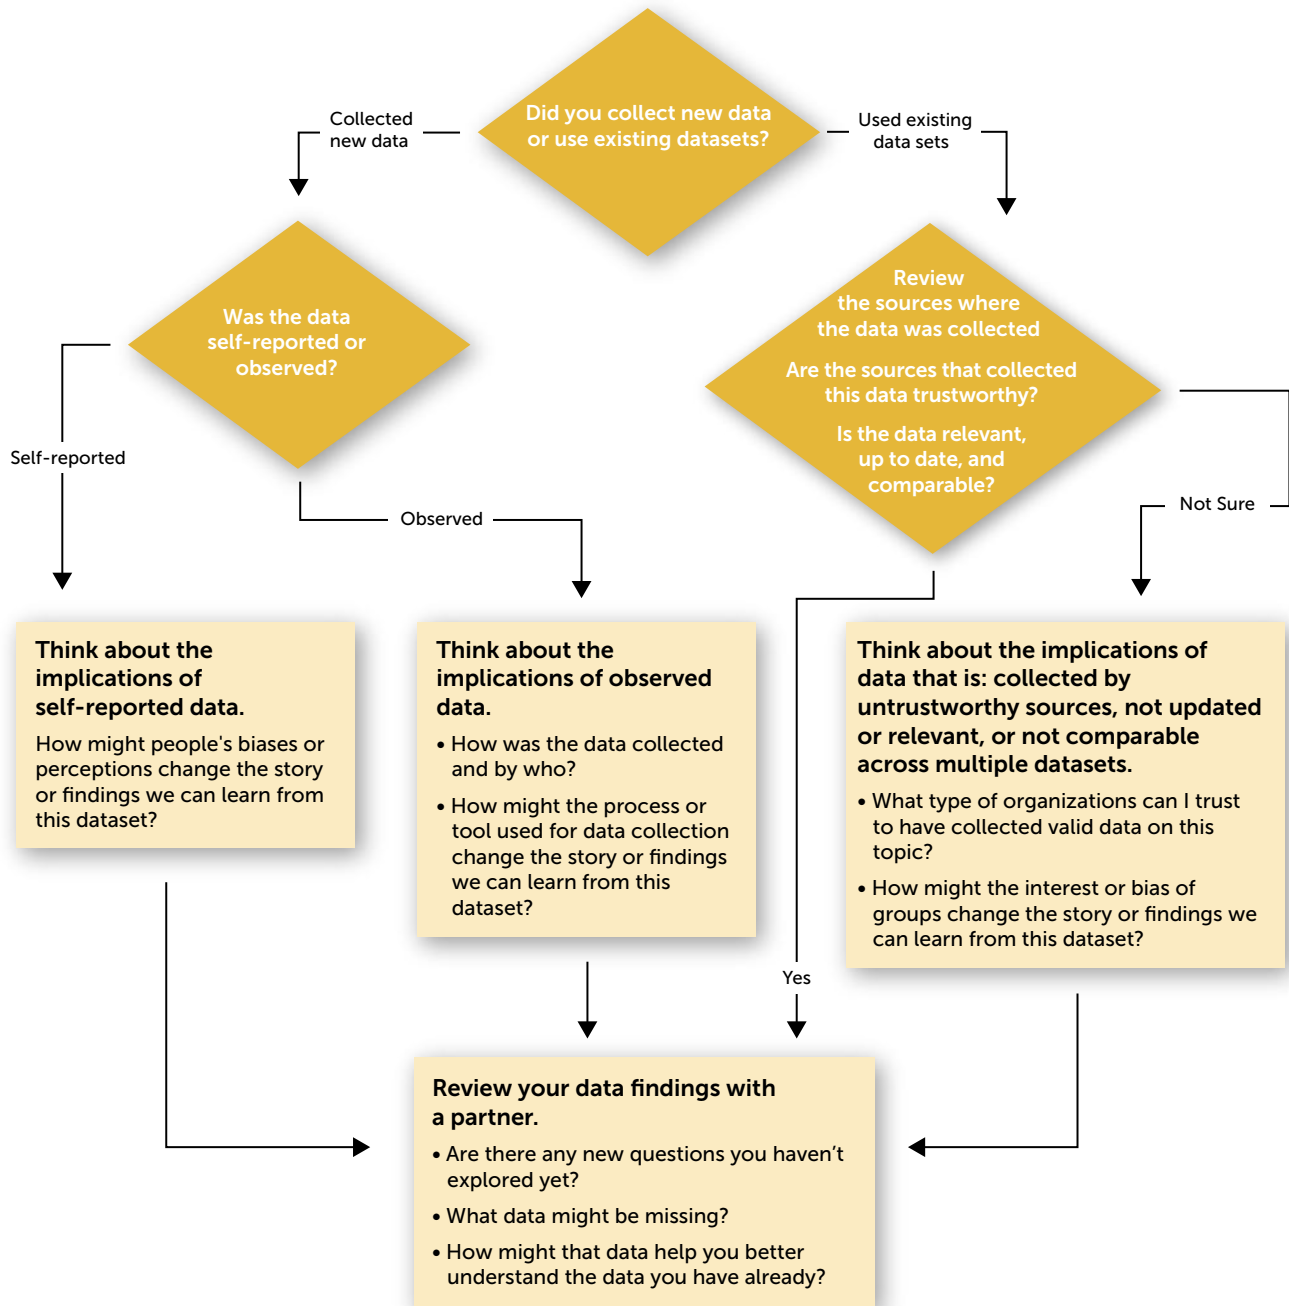 Did you collect new data
or use existing datasets?
Collected
new data
Used existing
data sets
Was the data
self-reported or
observed?
Review
the sources where
the data was collected
Are the sources that collected
this data trustworthy?
Is the data relevant,
up to date, and
comparable?
Self-reported
Observed
Not Sure
Think about the
implications of
self-reported data.
How might people's biases or
perceptions change the story
or findings we can learn from
this dataset?
Think about the
implications of observed
data.
• How was the data collected
and by who?
• How might the process or
tool used for data collection
change the story or findings
we can learn from this
dataset?
Think about the implications of
data that is: collected by
untrustworthy sources, not updated
or relevant, or not comparable
across multiple datasets.
• What type of organizations can I trust
to have collected valid data on this
topic?
• How might the interest or bias of
groups change the story or findings we
can learn from this dataset?
Yes
Review your data findings with
a partner.
• Are there any new questions you haven't
explored yet?
• What data might be missing?
• How might that data help you better
understand the data you have already?